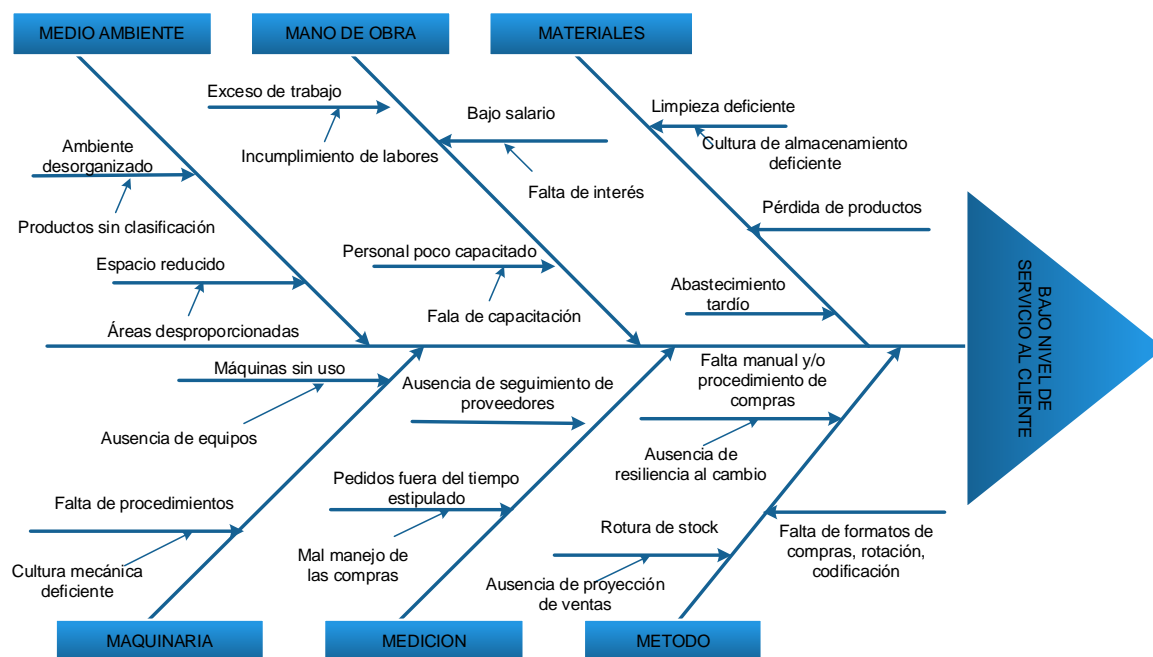 MEDIO AMBIENTE
MANO DE OBRA
MATERIALES
Exceso de trabajo
Incumplimiento de labores
Bajo salario
Falta de interés
Limpieza deficiente
Cultura de almacenamiento
deficiente
Ambiente
desorganizado
Productos sin clasificación
Pérdida de productos
Espacio reducido
Áreas desproporcionadas
Personal poco capacitado
Fala de capacitación
Abastecimiento
tardío
BAJO NIVEL DE
SERVICIO AL CLIENTE
Máquinas sin uso
Ausencia de equipos
Ausencia de seguimiento de
proveedores
Falta manual y/o
procedimiento de
compras
Ausencia de
resiliencia al cambio
Falta de procedimientos
Cultura mecánica
deficiente
Pedidos fuera del tiempo
estipulado
Mal manejo de
las compras
Rotura de stock
Ausencia de proyección
de ventas
Falta de formatos de
compras, rotación,
codificación
MAQUINARIA
MEDICION
METODO